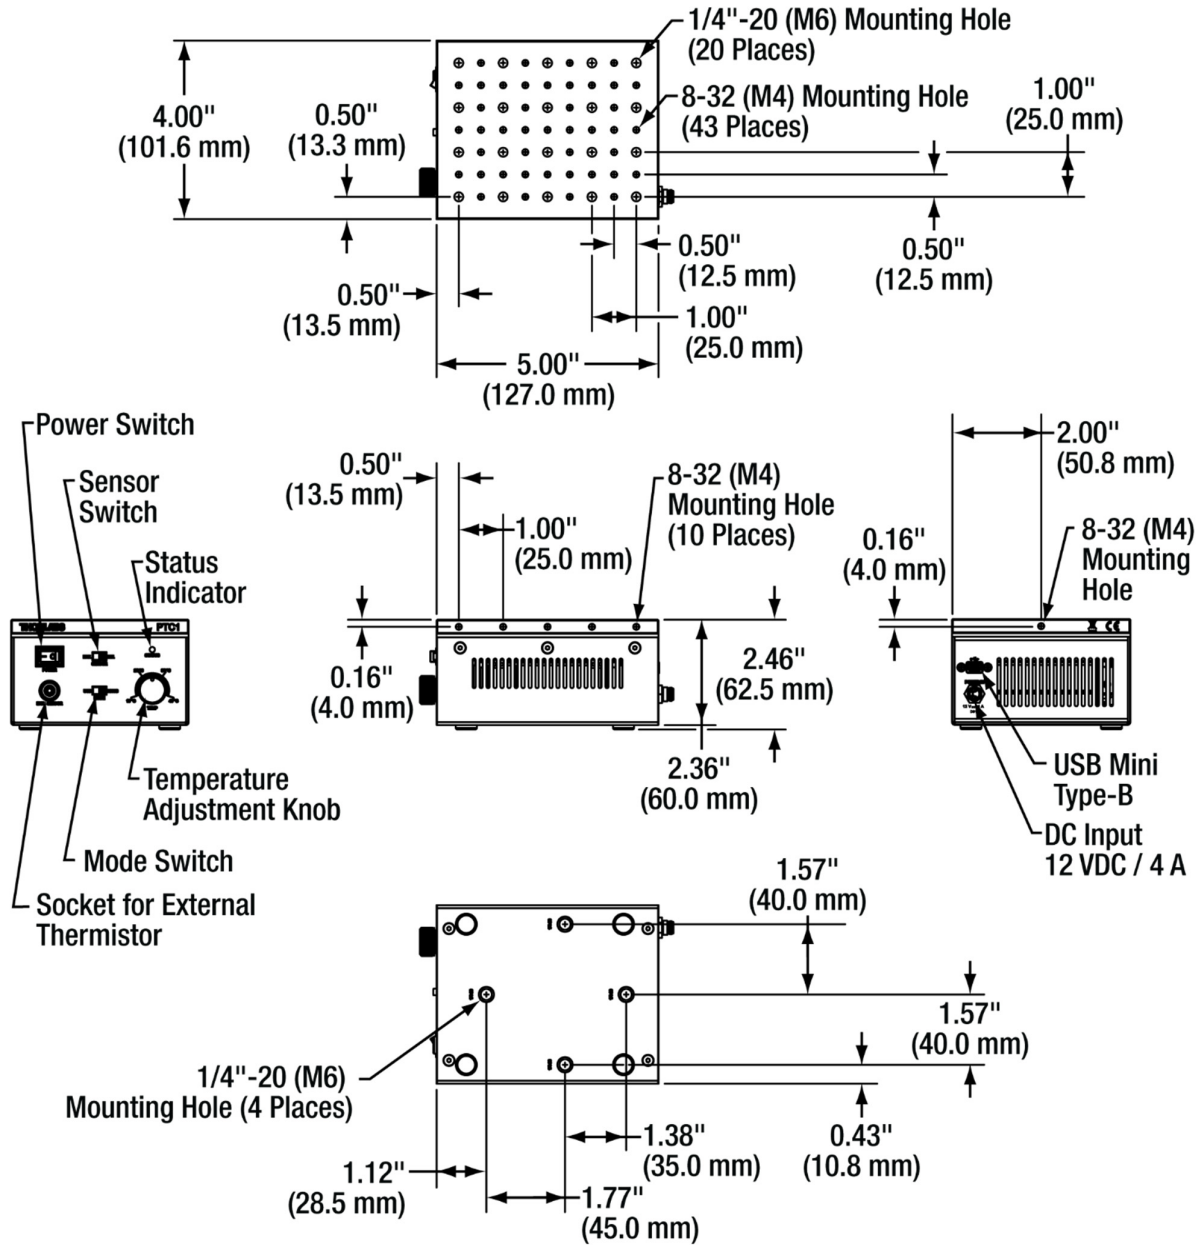 1/4"-20 (M6) Mounting Hole
(20 Places)
8-32 (M4) Mounting Hole
(43 Places)
4.00"
(101.6 mm)
0.50"
(13.3 mm)
1.00"
(25.0 mm)
0.50"
(12.5 mm)
0.50"
(12.5 mm)
0.50"
(13.5 mm)
1.00"
(25.0 mm)
5.00"
(127.0 mm)
Power Switch
Sensor
Switch
Status
Indicator
THORLABS
PTC1
Temperature
Adjustment Knob
Mode Switch
Socket for External
Thermistor
0.50"
(13.5 mm)
1.00"
(25.0 mm)
8-32 (M4)
Mounting Hole
(10 Places)
0.16"
(4.0 mm)
2.46"
(62.5 mm)
2.36"
(60.0 mm)
2.00"
(50.8 mm)
0.16"
(4.0 mm)
8-32 (M4)
Mounting
Hole
CE
USB Mini
Type-B
DC Input
12 VDC / 4 A
1.57"
(40.0 mm)
1.57"
(40.0 mm)
1/4"-20 (M6)
Mounting Hole (4 Places)
1.38"
(35.0 mm)
0.43"
(10.8 mm)
1.12"
(28.5 mm)
1.77"
(45.0 mm)